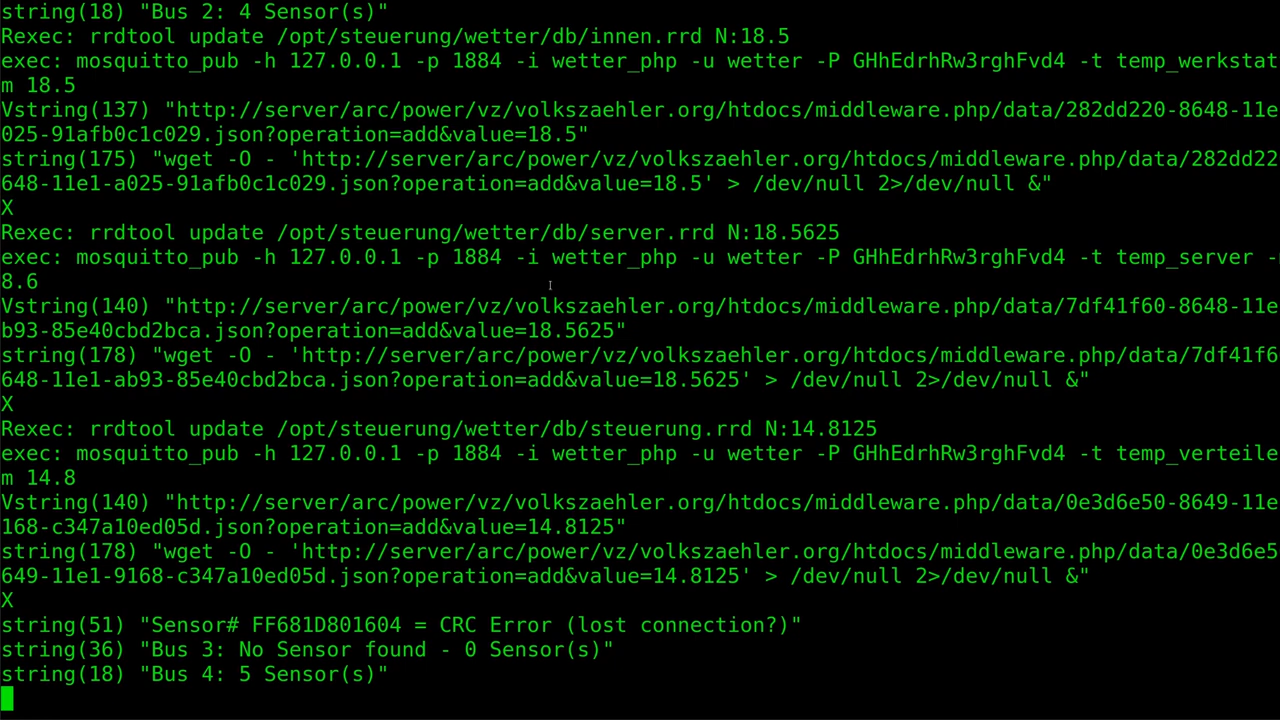 string(18) "Bus 2: 4 Sensor(s)"
Rexec: rrdtool update /opt/steuerung/wetter/db/innen.rrd N:18.5
exec: mosquitto_pub -h 127.0.0.1 -p 1884 -i wetter_php -u wetter -P GHhEdrhRw3rghFvd4 -t temp_werkstat
m 18.5
Vstring(137) "http://server/arc/power/vz/volkszaehler.org/htdocs/middleware.php/data/282dd220-8648-11e
025-91afb0c1c029.json?operation=add&value=18.5"
string(175) "wget -O - 'http://server/arc/power/vz/volkszaehler.org/htdocs/middleware.php/data/282dd22
648-11e1-a025-91afb0c1c029.json?operation=add&value=18.5' > /dev/null 2>/dev/null &"
X
Rexec: rrdtool update /opt/steuerung/wetter/db/server.rrd N:18.5625
exec: mosquitto_pub -h 127.0.0.1 -p 1884 -i wetter_php -u wetter -P GHhEdrhRw3rghFvd4 -t temp_server -
8.6
Vstring(140) "http://server/arc/power/vz/volkszaehler.org/htdocs/middleware.php/data/7df41f60-8648-11e
b93-85e40cbd2bca.json?operation=add&value=18.5625"
string(178) "wget -O - 'http://server/arc/power/vz/volkszaehler.org/htdocs/middleware.php/data/7df41f6
648-11e1-ab93-85e40cbd2bca.json?operation=add&value=18.5625' > /dev/null 2>/dev/null &"
X
Rexec: rrdtool update /opt/steuerung/wetter/db/steuerung.rrd N:14.8125
exec: mosquitto_pub -h 127.0.0.1 -p 1884 -i wetter_php -u wetter -P GHhEdrhRw3rghFvd4 -t temp_verteile
m 14.8
Vstring(140) "http://server/arc/power/vz/volkszaehler.org/htdocs/middleware.php/data/0e3d6e50-8649-11e
168-c347a10ed05d.json?operation=add&value=14.8125"
string(178) "wget -O - 'http://server/arc/power/vz/volkszaehler.org/htdocs/middleware.php/data/0e3d6e5
649-11e1-9168-c347a10ed05d.json?operation=add&value=14.8125' > /dev/null 2>/dev/null &"
X
string(51) "Sensor# FF681D801604 = CRC Error (lost connection?)"
string(36) "Bus 3: No Sensor found - 0 Sensor(s)"
string(18) "Bus 4: 5 Sensor(s)"